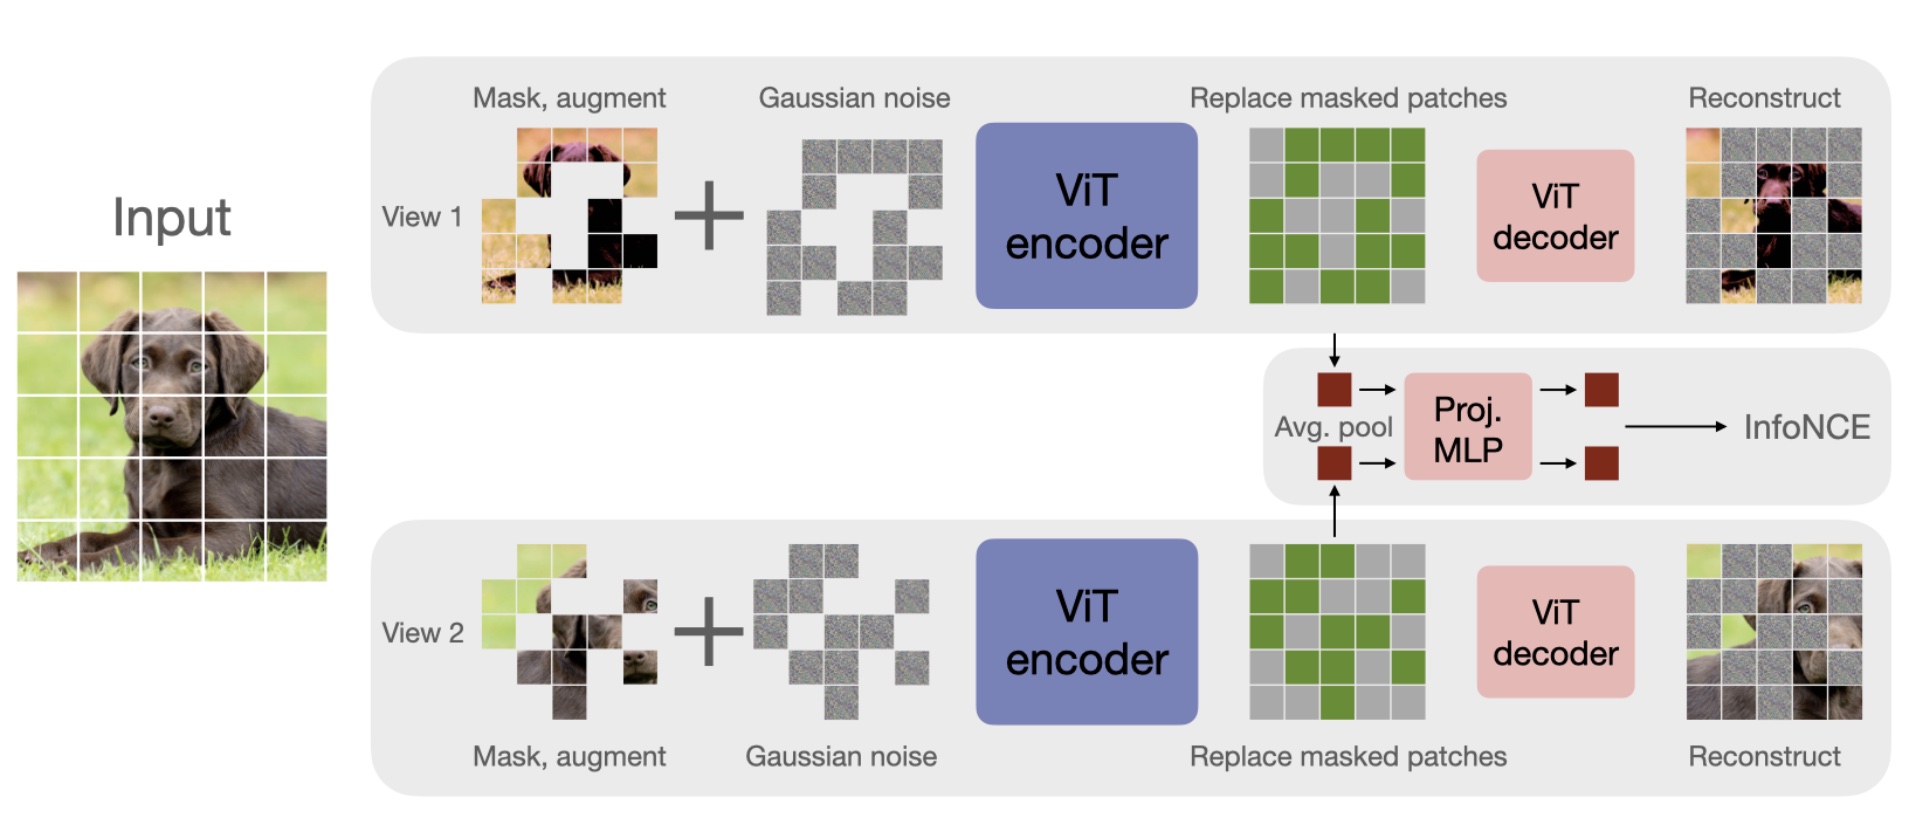 Input
Mask, augment
Gaussian noise
Replace masked patches
Reconstruct
View 1
ViT
encoder
ViT
decoder
Avg. pool
Proj.
MLP
InfoNCE
View 2
ViT
encoder
ViT
decoder
Mask, augment
Gaussian noise
Replace masked patches
Reconstruct